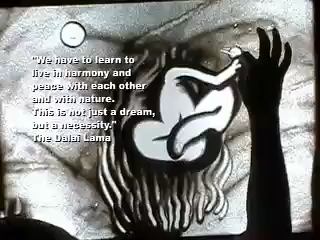 "We have to learn to
live in harmony and
peace with each other
and with nature.
This is not just a dream,
but a necessity."
The Dalai Lama